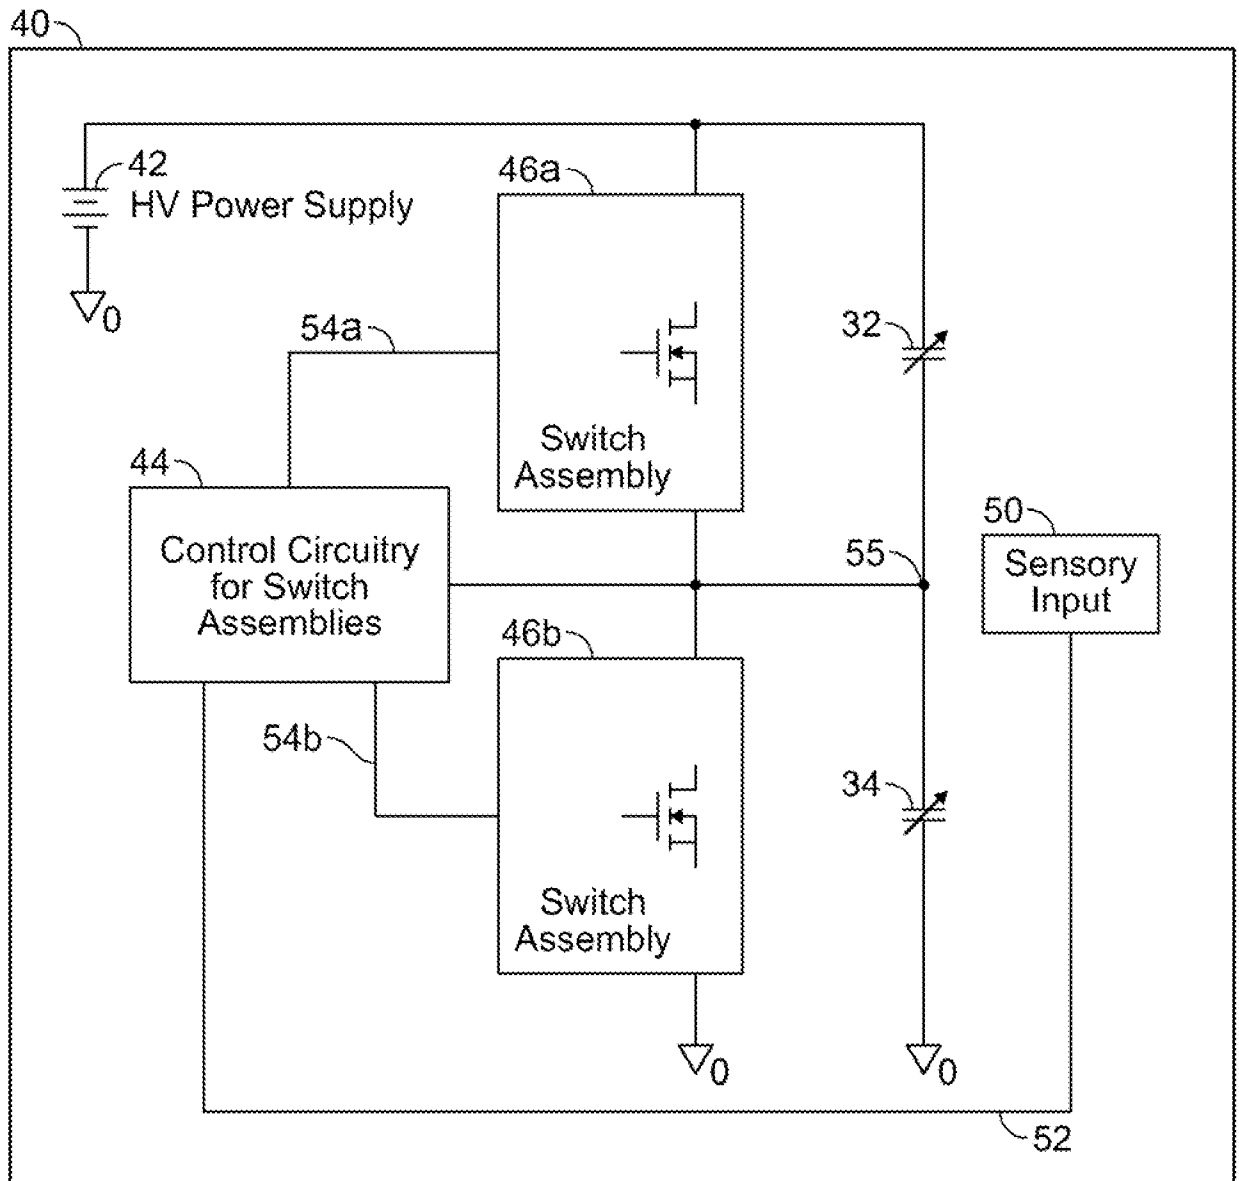 40
42
HV Power Supply
0
46a
54a
32
Switch
Assembly
44
Control Circuitry
for Switch
Assemblies
55
50
Sensory
Input
46b
54b
34
Switch
Assembly
0
0
52